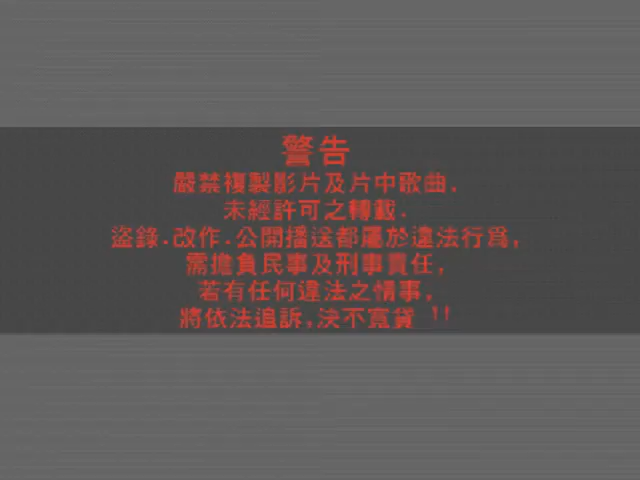 警告
嚴禁複製影片及片中歌曲.
未經許可之轉載.
盜錄.改作.公開播送都屬於違法行為,
需擔負民事及刑事責任,
若有任何違法之情事,
將依法追訴,決不寬貸 !!